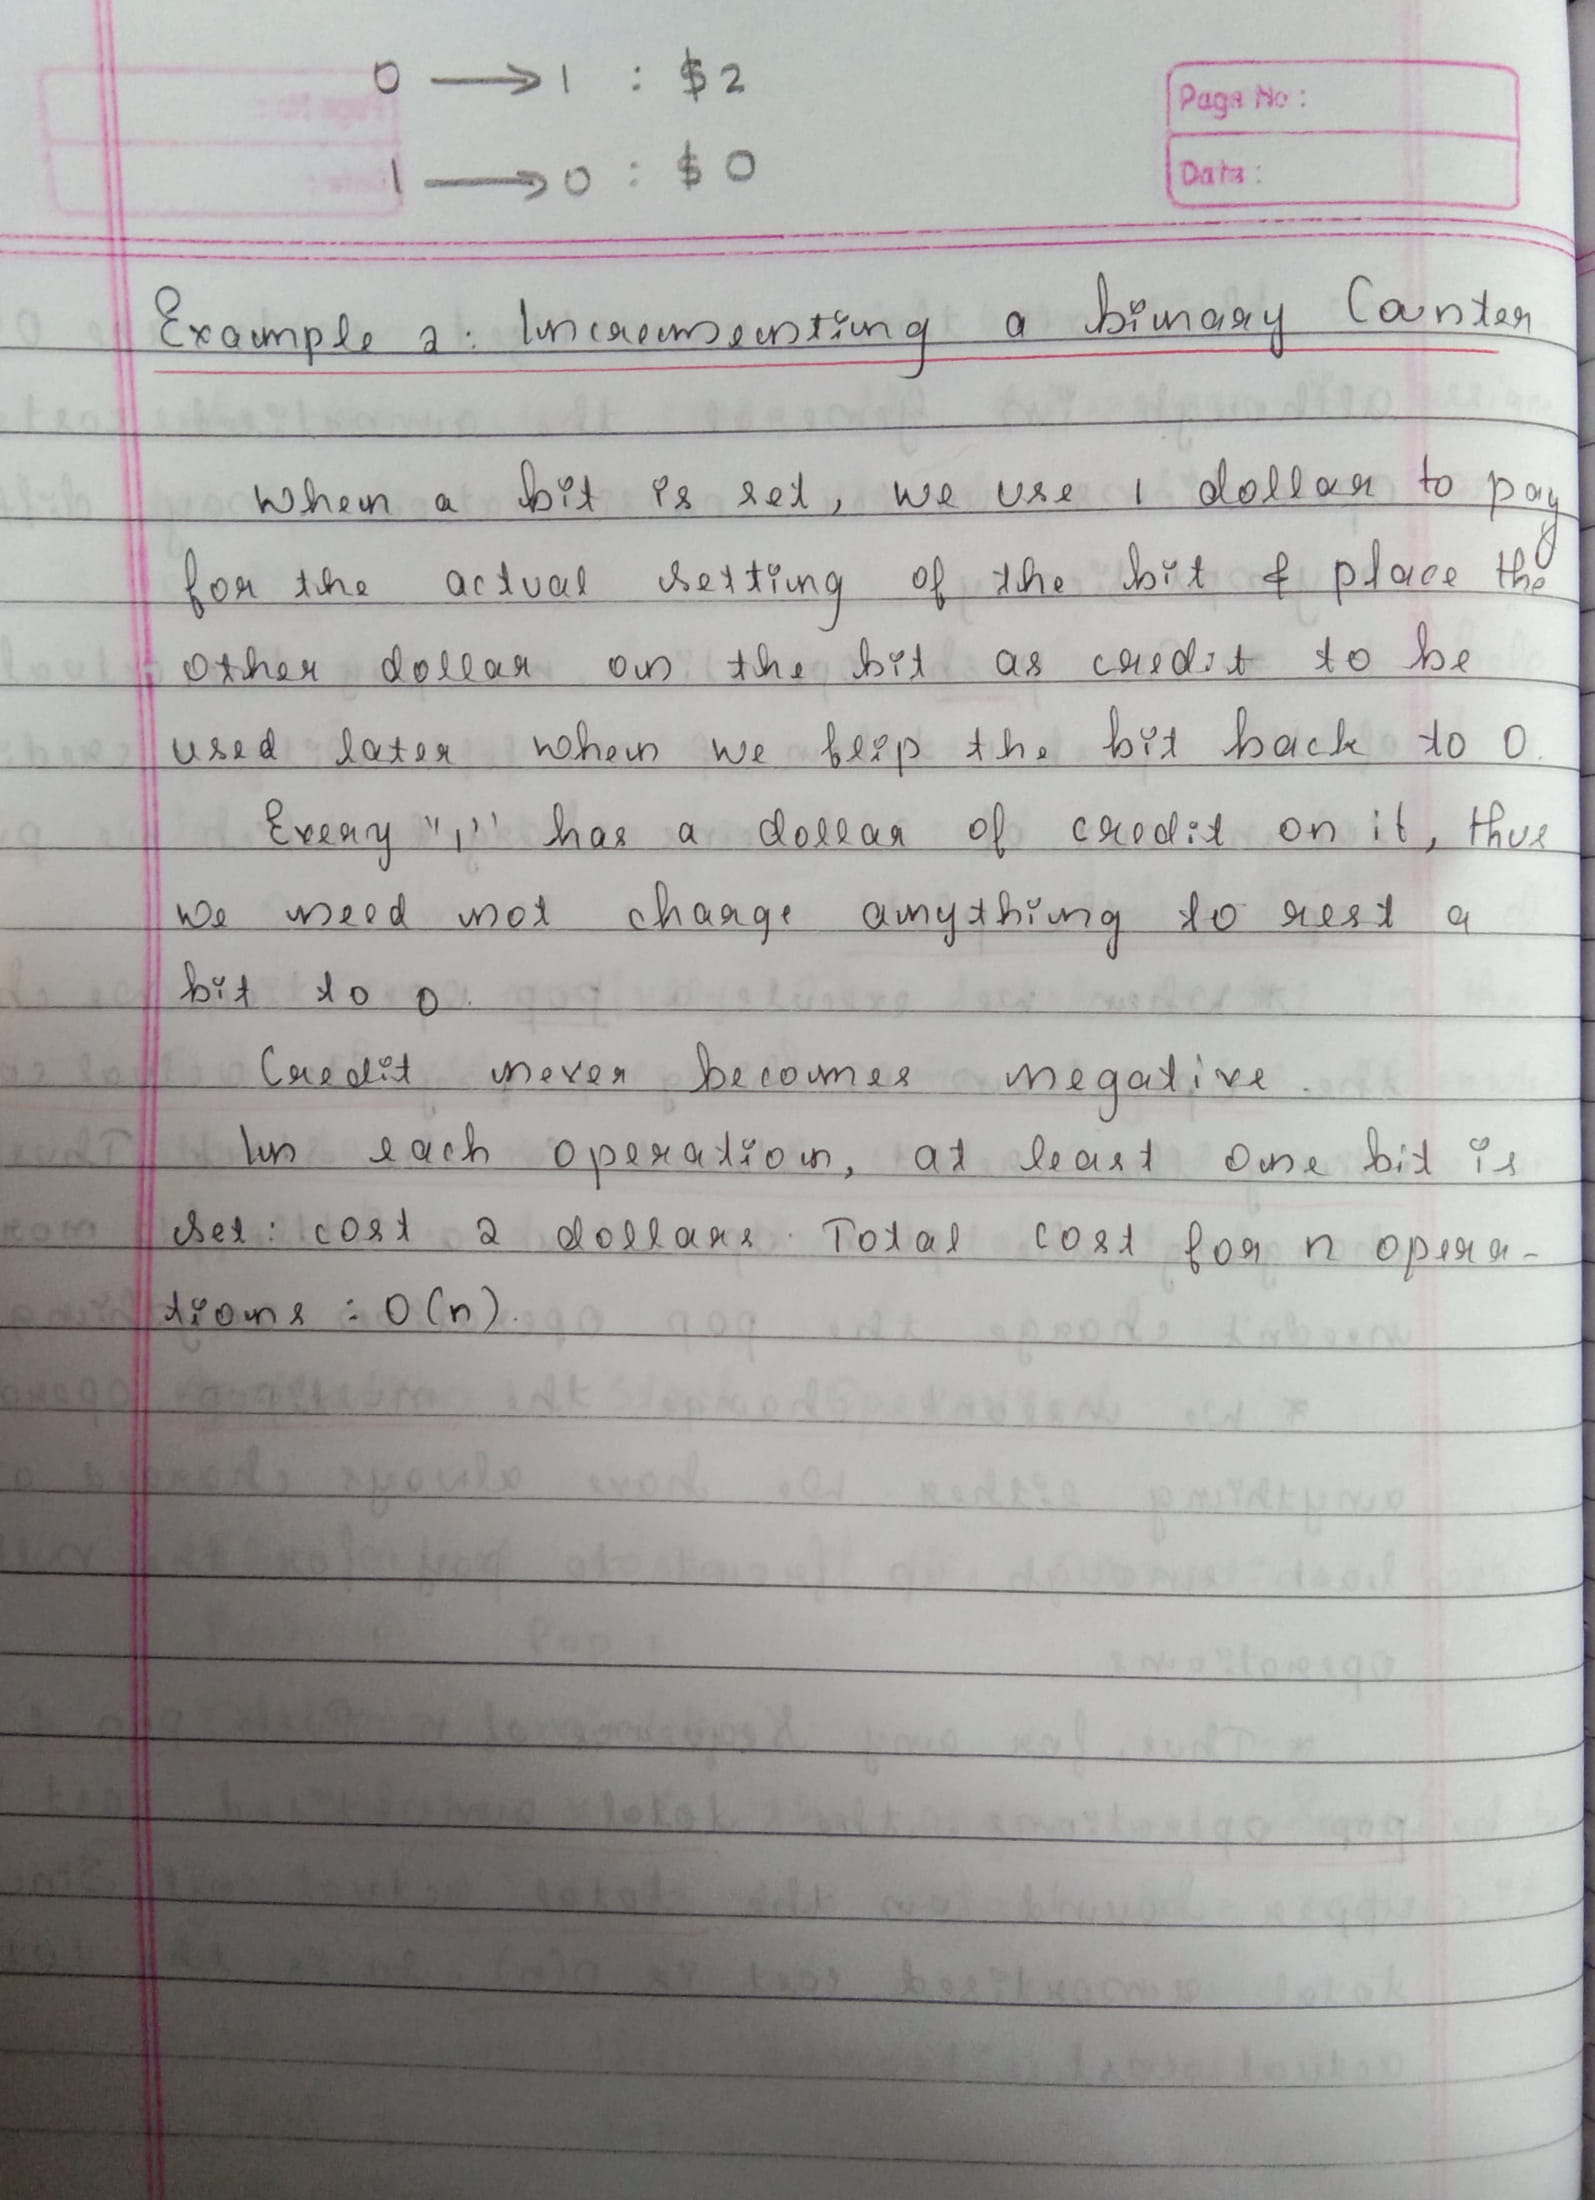 0 → 1 : $2
1 → 0 : $0
Page No :
Date :
Example 2: Incrementing a binary Counter
When a bit is set, we use 1 dollar to pay
for the actual setting of the bit & place the
other dollar on the bit as credit to be
used later when we flip the bit back to 0.
Every "1" has a dollar of credit on it, thus
we need not charge anything to rest a
bit to 0.
Credit never becomes negative.
In each operation, at least one bit is
set: cost 2 dollars. Total cost for n opera-
tions : O(n).